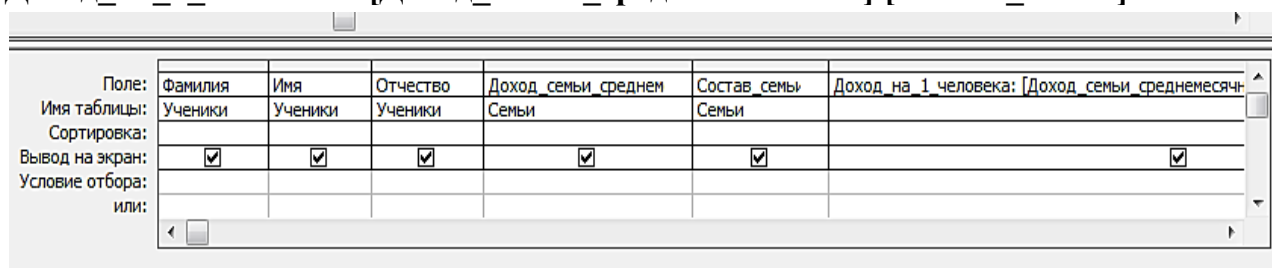 Поле: Фамилия Имя Отчество Доход_семьи_среднем Состав_семьи Доход_на_1_человека: [Доход_семьи_среднемесячн
Имя таблицы: Ученики Ученики Ученики Семьи Семьи
Сортировка:
Вывод на экран:
Условие отбора:
или: